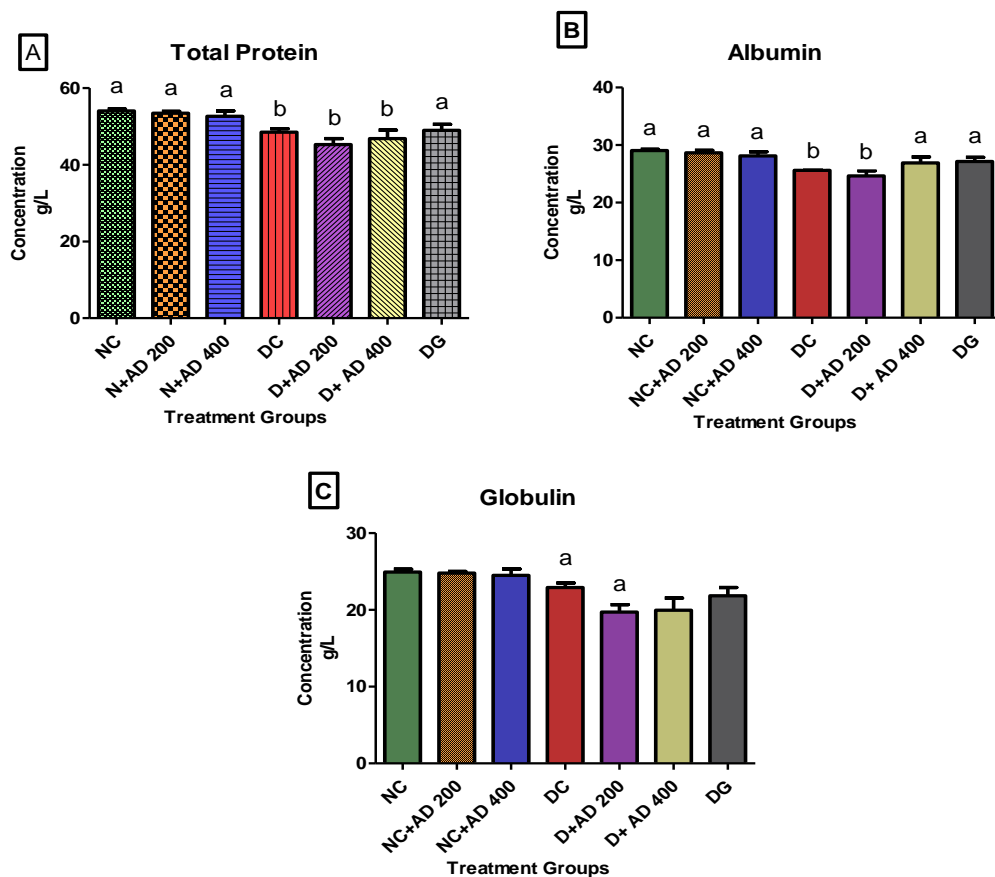 A
Total Protein
Concentration
g/L
60
40
20
0
a
a
a
b
b
b
a
NC
N+AD 200
N+AD 400
DC
D+AD 200
D+ AD 400
DG
Treatment Groups
B
Albumin
Concentration
g/L
40
30
20
10
0
a
a
a
b
b
a
a
NC
NC+AD 200
NC+AD 400
DC
D+AD 200
D+ AD 400
DG
Treatment Groups
C
Globulin
Concentration
g/L
30
20
10
0
a
a
NC
NC+AD 200
NC+AD 400
DC
D+AD 200
D+ AD 400
DG
Treatment Groups